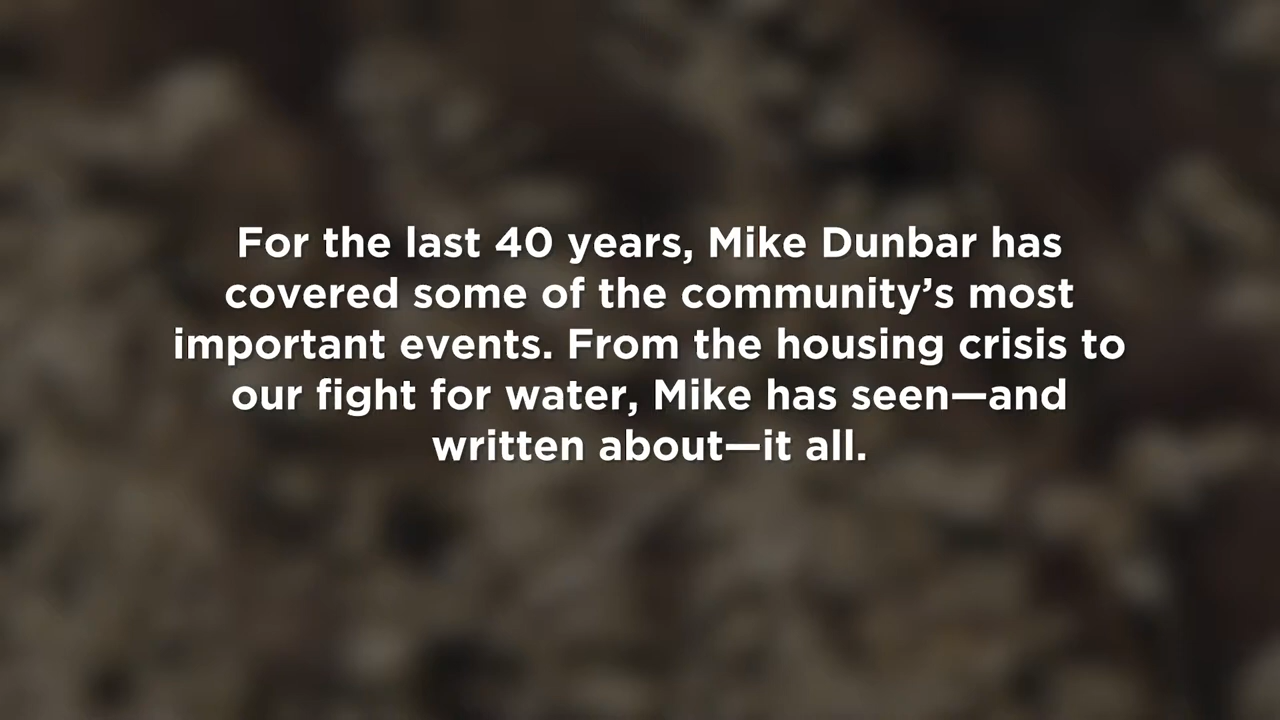 For the last 40 years, Mike Dunbar has
covered some of the community’s most
important events. From the housing crisis to
our fight for water, Mike has seen—and
written about—it all.